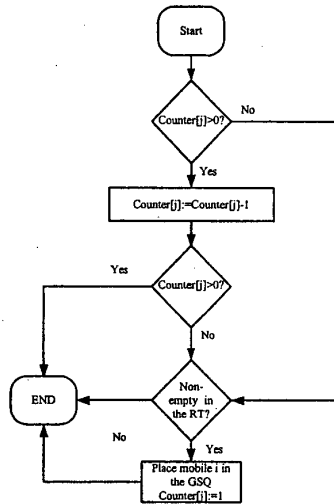 Start
Counter[j]>0?
No
Yes
Counter[j]:=Counter[j]-1
Yes
Counter[j]>0?
No
END
Non-
empty in
the RT?
No
Yes
Place mobile i in
the GSQ
Counter[j]:=1